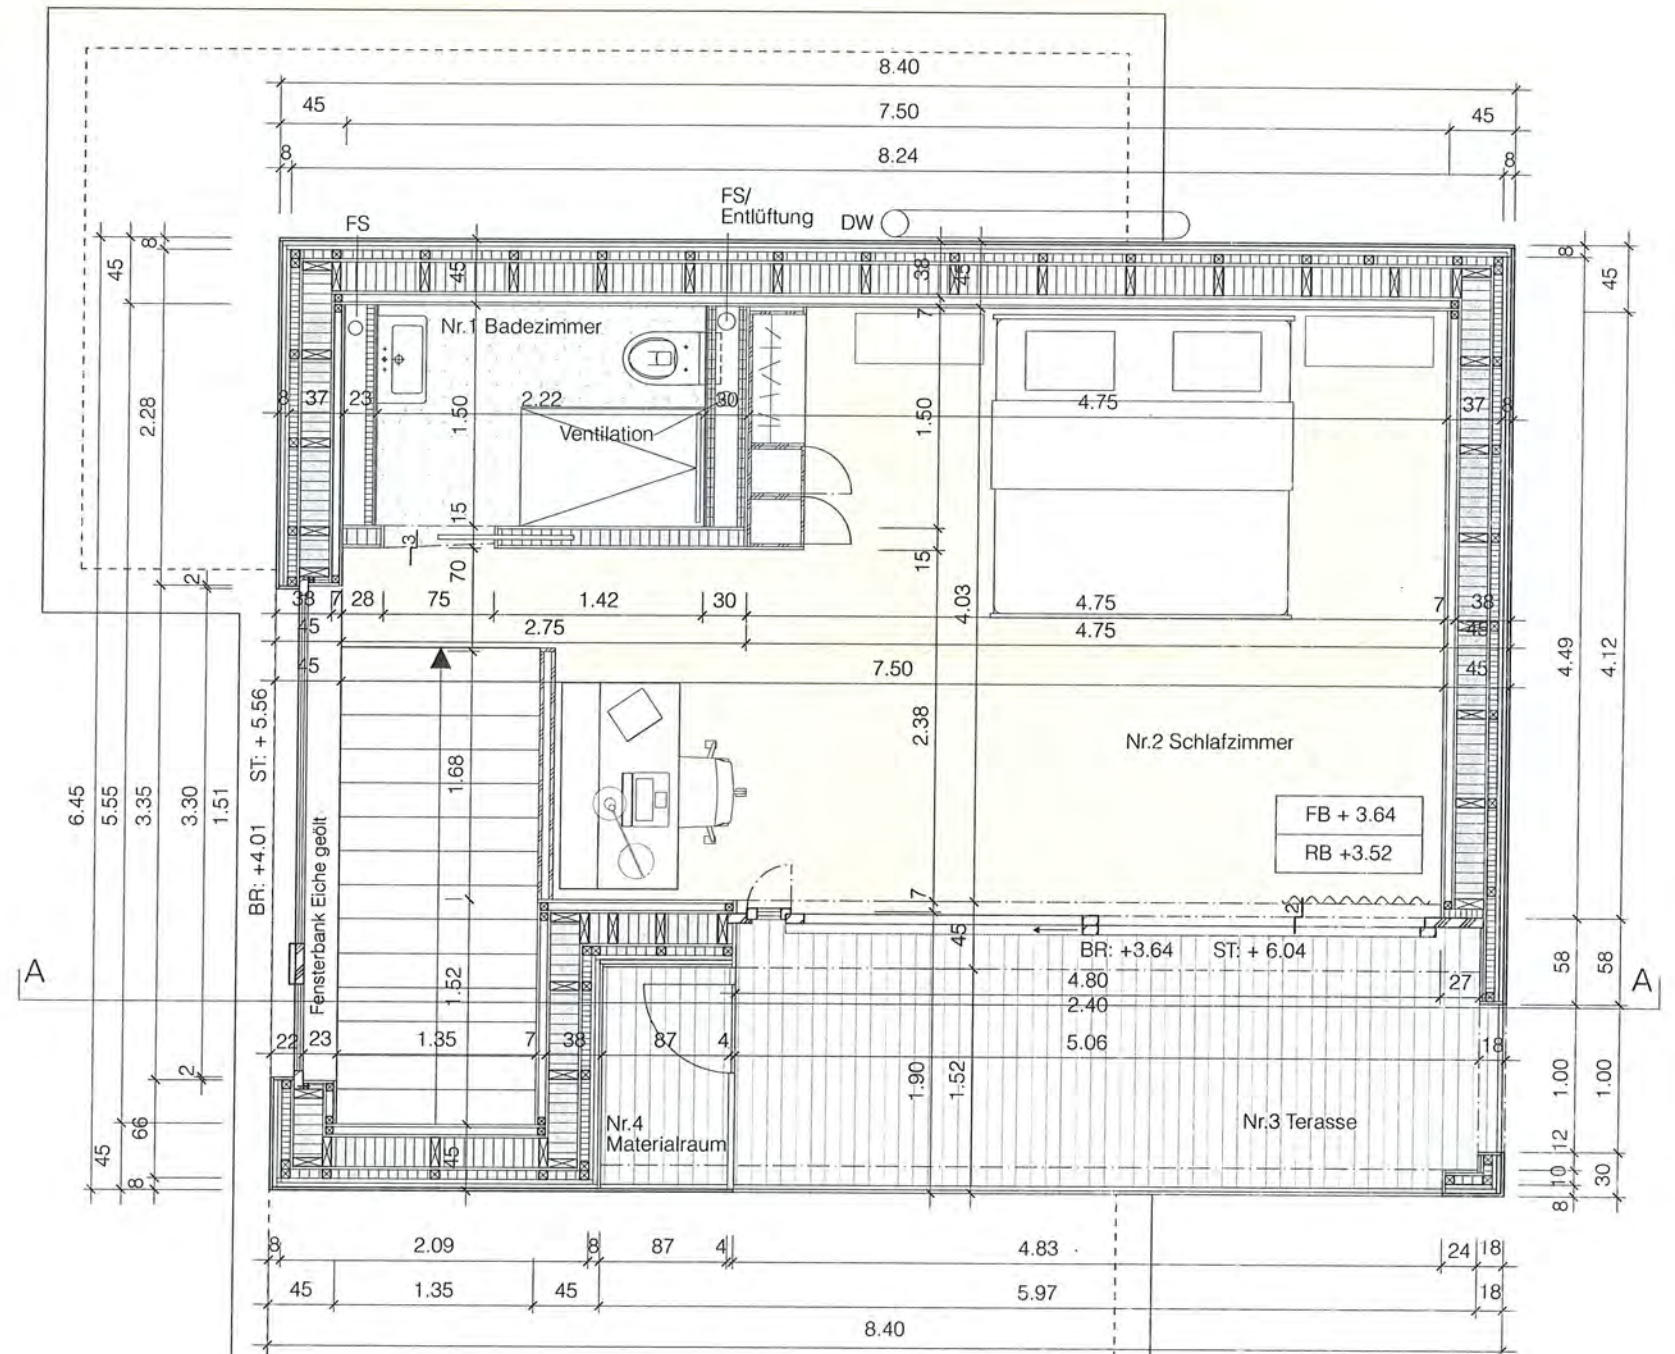 8.40
45 7.50 45
8 8.24 8
FS/
Entlüftung
FS
DW
8
45
45
38
45
8
45
Nr.1 Badezimmer
7
2.28
8 37 23 2.22 30 4.75 37 8
1.50
1.50
Ventilation
15
3
70
15
2
38 7 28 75 1.42 30 4.03 4.75 7 38
45 2.75 4.75 45
45 7.50 45
4.49
4.12
BR: +4.01 ST: + 5.56
6.45
5.55
3.35
3.30
1.51
Fensterbank Eiche geölt
1.68
2.38
Nr.2 Schlafzimmer
FB + 3.64
RB +3.52
7
2
45
BR: +3.64 ST: + 6.04
A
1.52
4.80 27
2.40
58
58
A
22 23 1.35 7 38 87 4 5.06 18
1.90
1.52
1.00
1.00
2
66
45
8
45
Nr.4
Materialraum
Nr.3 Terasse
12
10
8
30
8 2.09 8 87 4 4.83 24 18
45 1.35 45 5.97 18
8.40